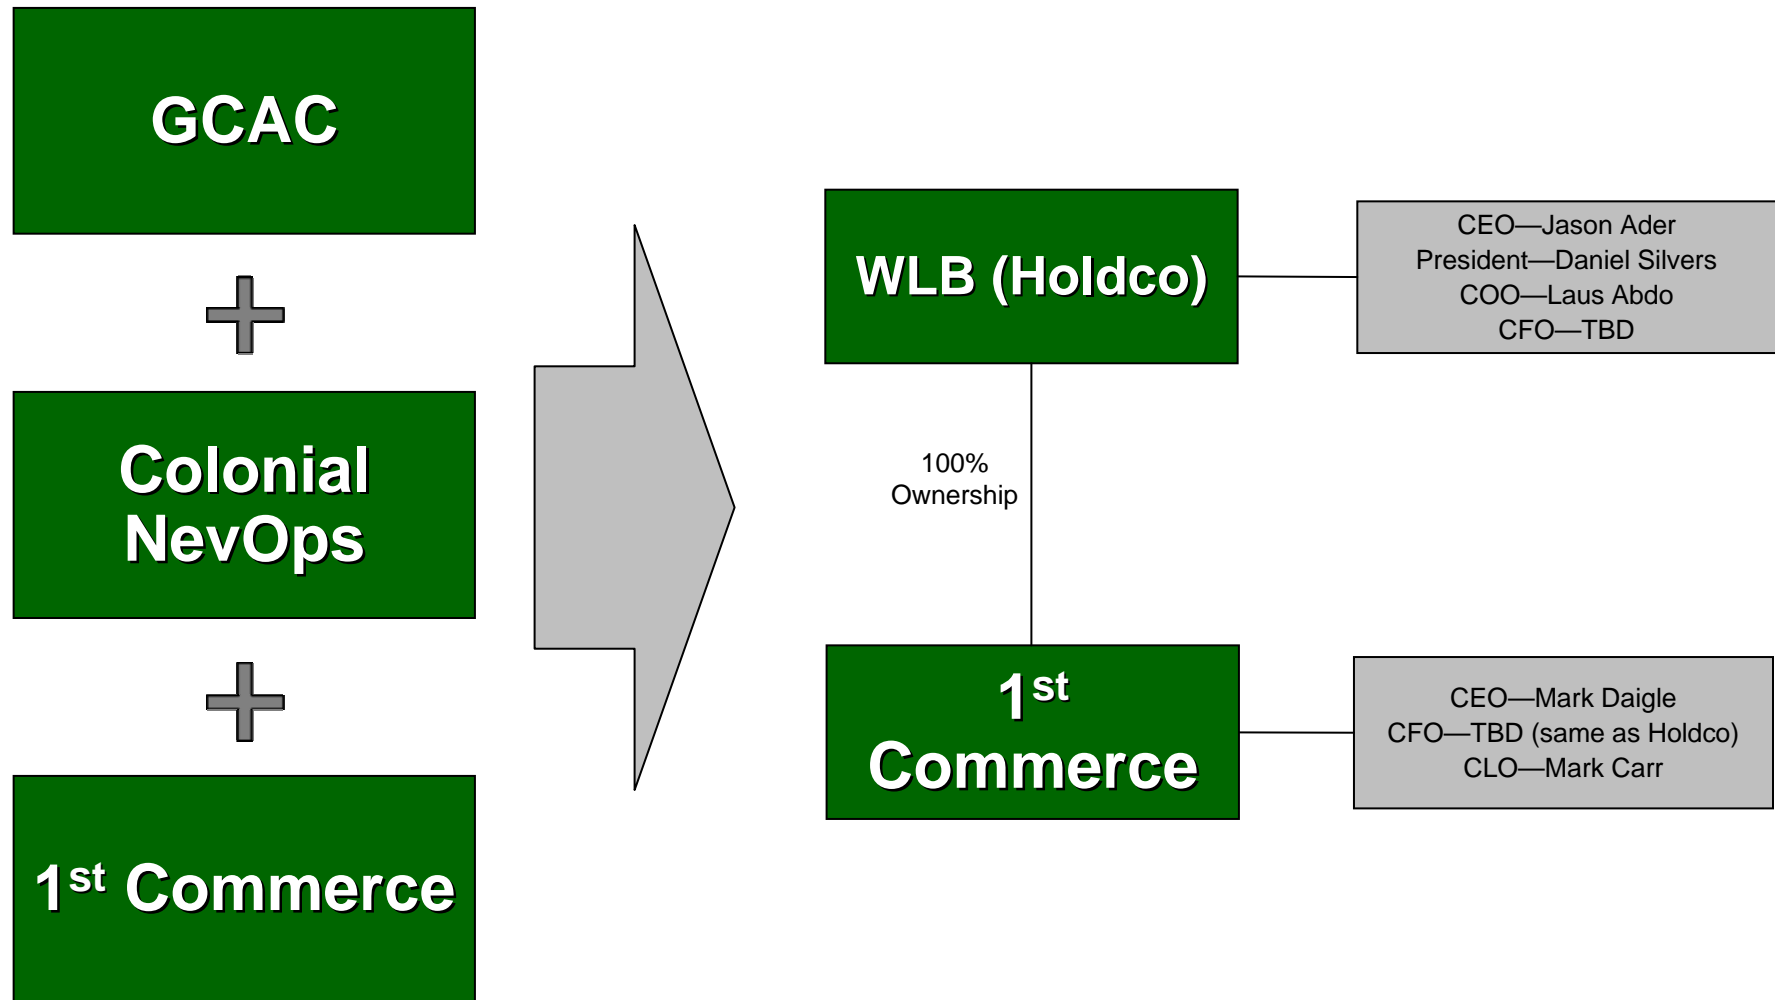 GCAC
Colonial
NevOps
1st Commerce
WLB (Holdco)
CEO—Jason Ader
President—Daniel Silvers
COO—Laus Abdo
CFO—TBD
100%
Ownership
1st
Commerce
CEO—Mark Daigle
CFO—TBD (same as Holdco)
CLO—Mark Carr